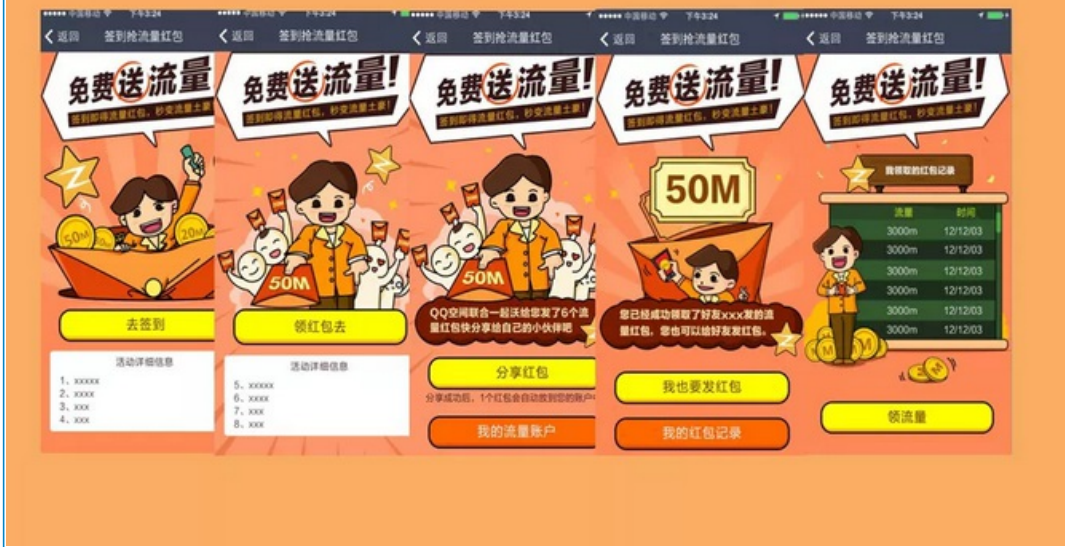 中国移动 下午3:24
返回 签到抢流量红包
免费送流量
签到即得流量红包，秒变流量土豪
50M
20M
去签到
活动详细信息
1、xxxxx
2、xxxx
3、xxx
4、xxx
中国移动 下午3:24
返回 签到抢流量红包
免费送流量!
签到即得流量红包，秒变流量土豪!
50M
领红包去
活动详细信息
5、xxxxx
6、xxxx
7、xxx
8、xxx
中国移动 下午3:24
返回 签到抢流量红包
免费送流量!
签到即得流量红包，秒变流量土豪!
50M
QQ空间联合一起沃给您发了6个流
量红包快分享给自己的小伙伴吧
分享红包
分享成功后，1个红包会自动放到您的账户
我的流量账户
中国移动 下午3:24
返回 签到抢流量红包
免费送流量!
签到即得流量红包，秒变流量土豪!
50M
您已经成功领取了好友xxx发的流
量红包，您也可以给好友发红包。
我也要发红包
我的红包记录
中国移动 下午3:24
返回 签到抢流量红包
免费送流量!
签到即得流量红包，秒变流量土豪!
我领取的红包记录
流量 时间
3000m 12/12/03
3000m 12/12/03
3000m 12/12/03
3000m 12/12/03
3000m 12/12/03
3000m 12/12/03
领流量